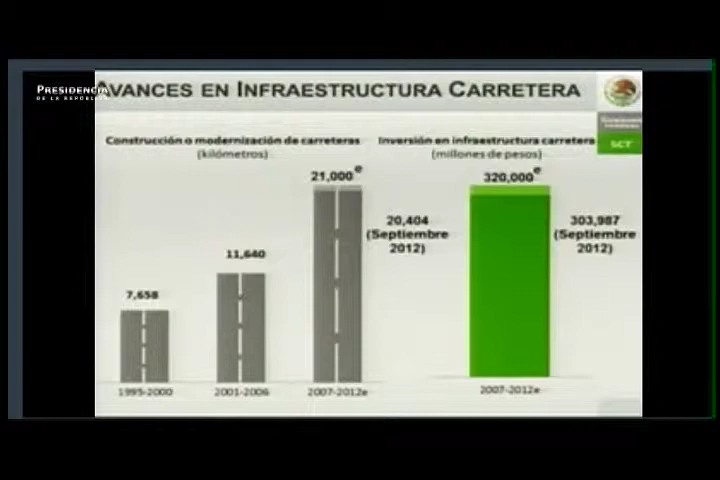 PRESIDENCIA
DE LA REPÚBLICA
AVANCES EN INFRAESTRUCTURA CARRETERA
SCT
Construcción o modernización de carreteras
(kilómetros)
21,000e
20,404
(Septiembre
2012)
11,640
7,658
1995-2000
2001-2006
2007-2012e
Inversión en infraestructura carretera
(millones de pesos)
320,000e
303,987
(Septiembre
2012)
2007-2012e